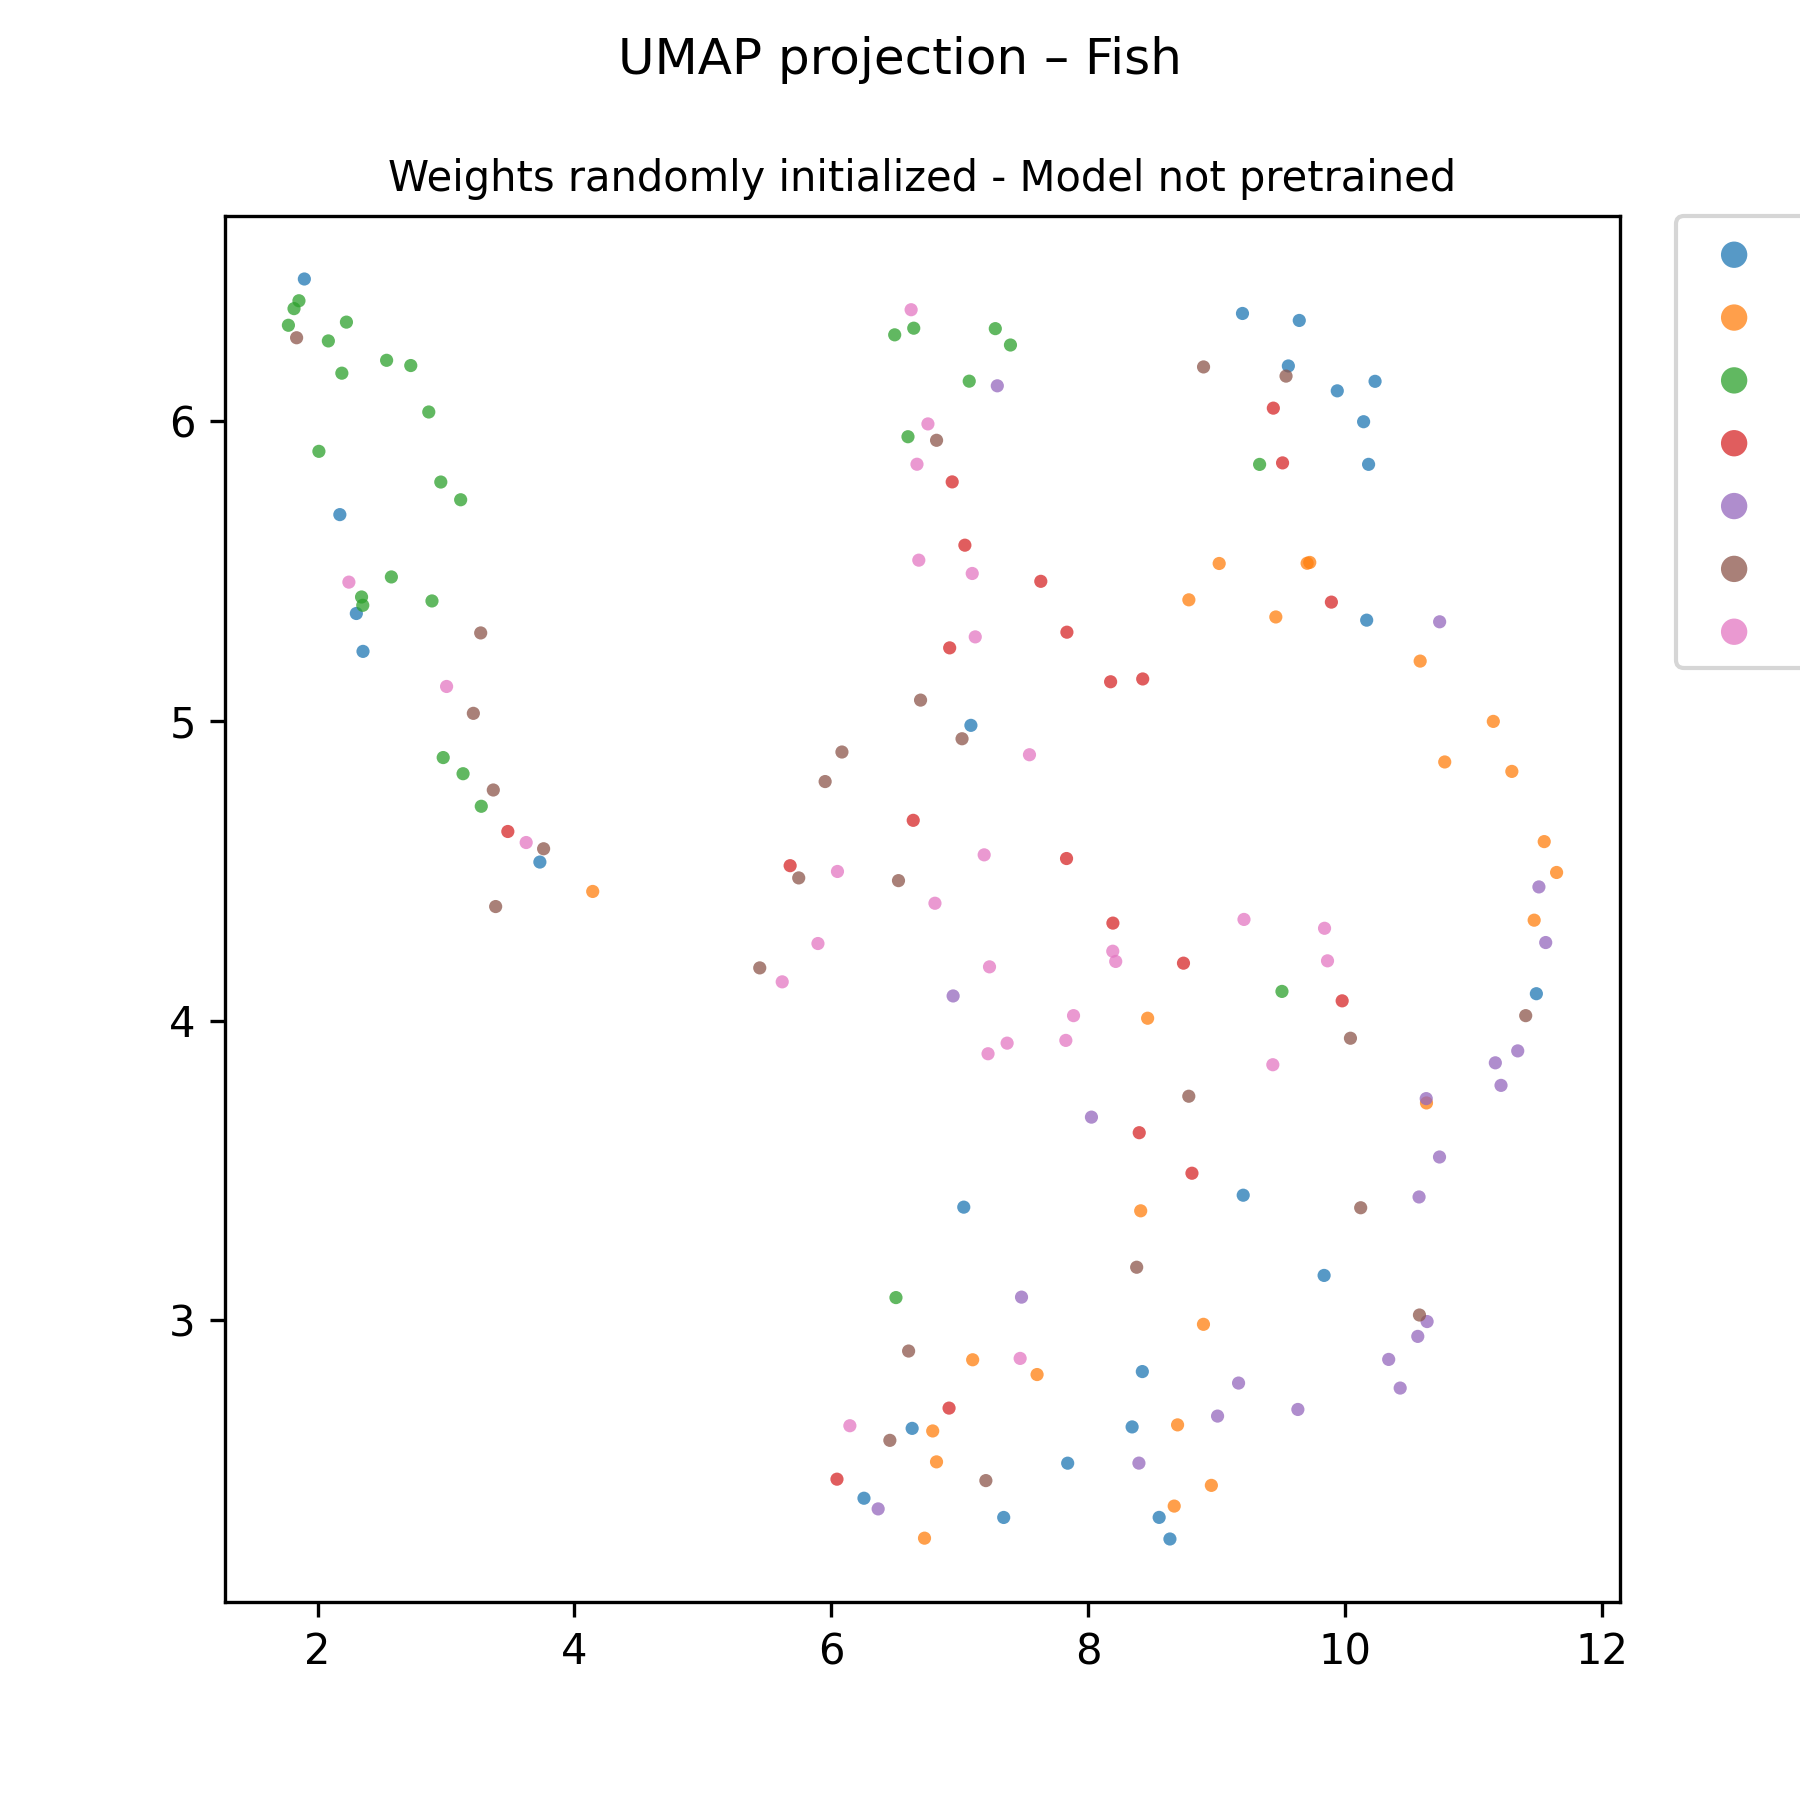 UMAP projection – Fish
Weights randomly initialized - Model not pretrained
6
5
4
3
2 4 6 8 10 12